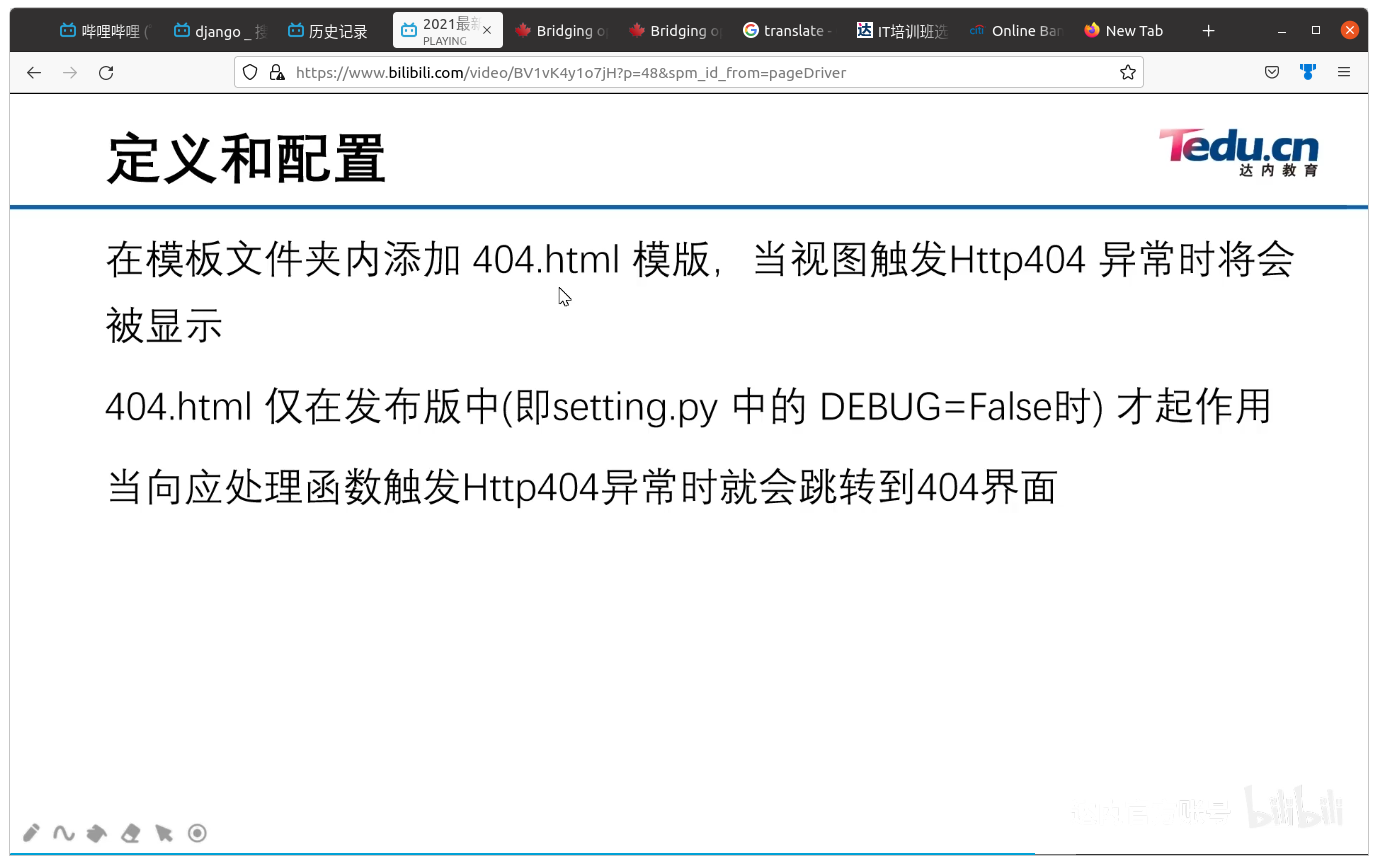 哔哩哔哩 (
django _ 搜
历史记录
2021最新
PLAYING
Bridging o
Bridging o
translate -
IT培训班选
citi
Online Ban
New Tab
https://www.bilibili.com/video/BV1vK4y1o7jH?p=48&spm_id_from=pageDriver
定义和配置
Tedu.cn
达内教育
在模板文件夹内添加 404.html 模版，当视图触发Http404 异常时将会
被显示
404.html 仅在发布版中(即setting.py 中的 DEBUG=False时) 才起作用
当向应处理函数触发Http404异常时就会跳转到404界面
bilibili